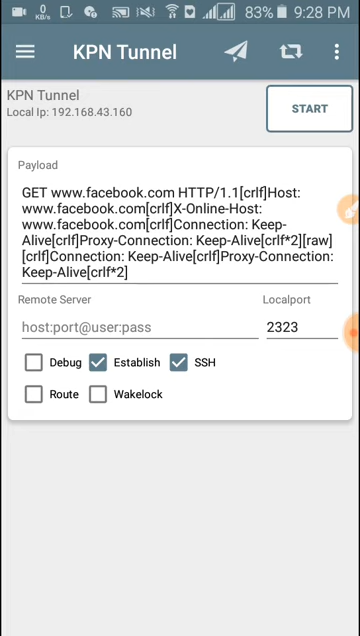 0
KB/s
83%
9:28 PM
KPN Tunnel
KPN Tunnel
Local Ip: 192.168.43.160
START
Payload
GET www.facebook.com HTTP/1.1[crlf]Host:
www.facebook.com[crlf]X-Online-Host:
www.facebook.com[crlf]Connection: Keep-
Alive[crlf]Proxy-Connection: Keep-Alive[crlf*2][raw]
[crlf]Connection: Keep-Alive[crlf]Proxy-Connection:
Keep-Alive[crlf*2]
Remote Server
Localport
host:port@user:pass
2323
Debug
Establish
SSH
Route
Wakelock